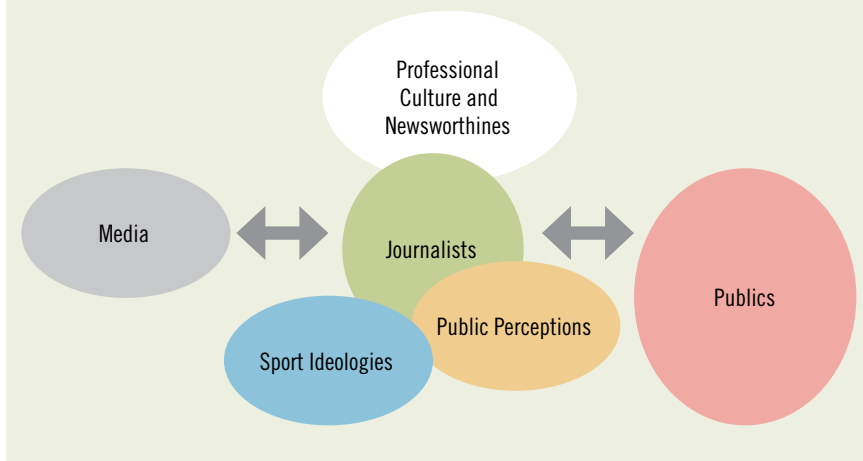 Professional
Culture and
Newsworthines
Media
Journalists
Publics
Public Perceptions
Sport Ideologies